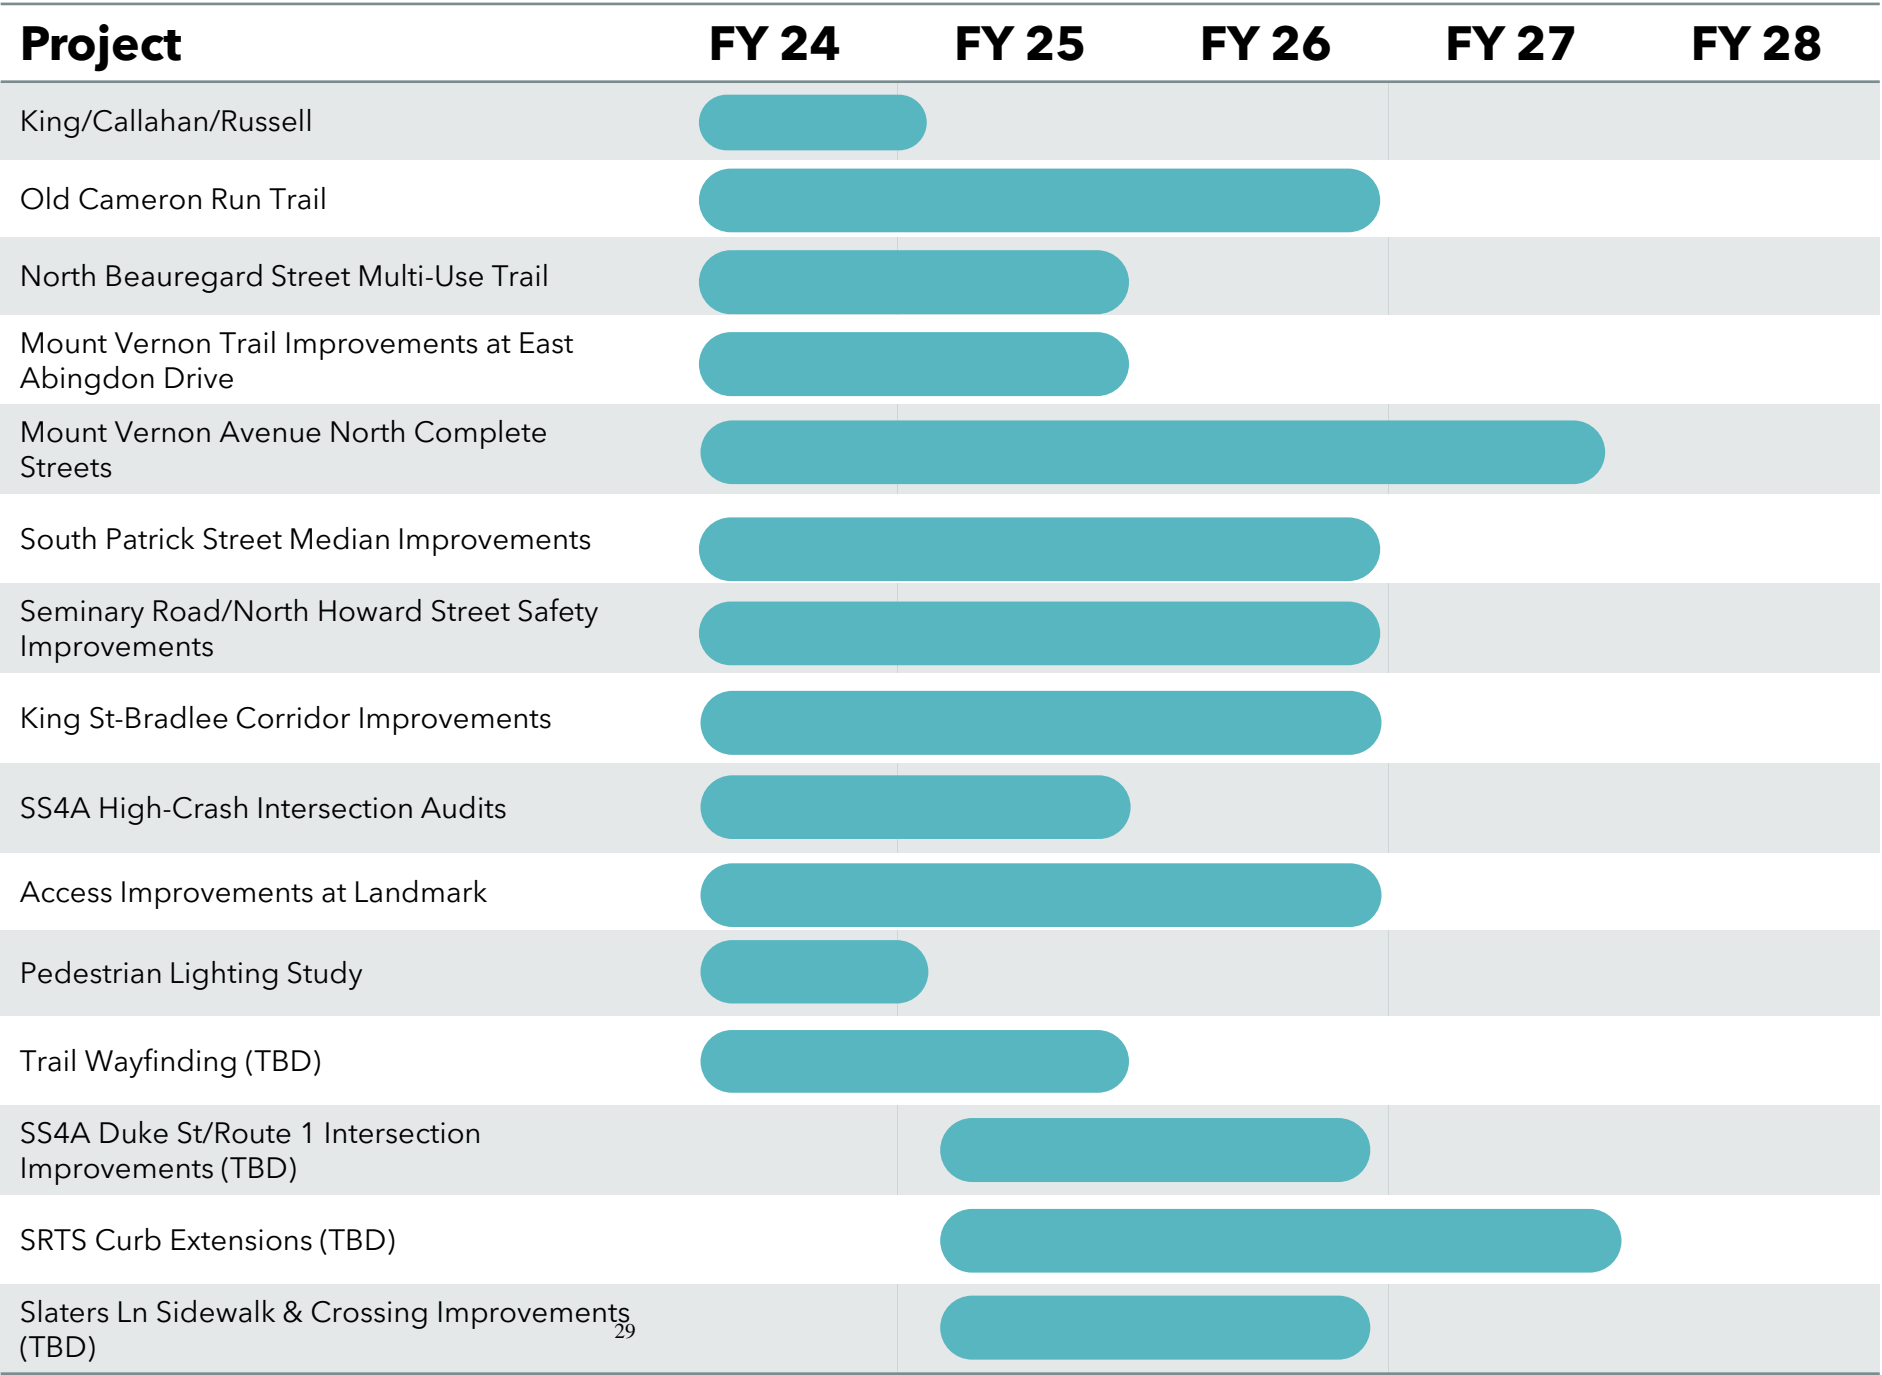 Project FY 24 FY 25 FY 26 FY 27 FY 28
King/Callahan/Russell
Old Cameron Run Trail
North Beauregard Street Multi-Use Trail
Mount Vernon Trail Improvements at East
Abingdon Drive
Mount Vernon Avenue North Complete
Streets
South Patrick Street Median Improvements
Seminary Road/North Howard Street Safety
Improvements
King St-Bradlee Corridor Improvements
SS4A High-Crash Intersection Audits
Access Improvements at Landmark
Pedestrian Lighting Study
Trail Wayfinding (TBD)
SS4A Duke St/Route 1 Intersection
Improvements (TBD)
SRTS Curb Extensions (TBD)
Slaters Ln Sidewalk & Crossing Improvements
(TBD)
29